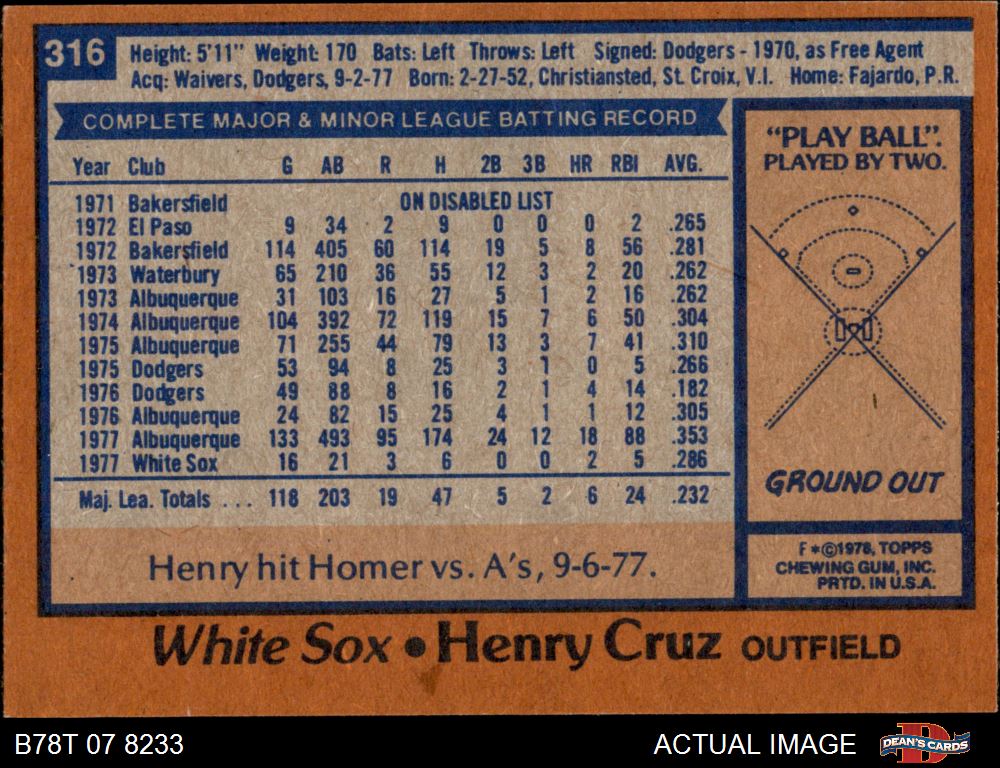 316
Height: 5'11" Weight: 170 Bats: Left Throws: Left Signed: Dodgers - 1970, as Free Agent
Acq: Waivers, Dodgers, 9-2-77 Born: 2-27-52, Christiansted, St. Croix, V.I. Home: Fajardo, P.R.
COMPLETE MAJOR & MINOR LEAGUE BATTING RECORD
Year Club G AB R H 2B 3B HR RBI AVG.
1971 Bakersfield ON DISABLED LIST
1972 El Paso 9 34 2 9 0 0 0 2 .265
1972 Bakersfield 114 405 60 114 19 5 8 56 .281
1973 Waterbury 65 210 36 55 12 3 2 20 .262
1973 Albuquerque 31 103 16 27 5 1 2 16 .262
1974 Albuquerque 104 392 72 119 15 7 6 50 .304
1975 Albuquerque 71 255 44 79 13 3 7 41 .310
1975 Dodgers 53 94 8 25 3 1 0 5 .266
1976 Dodgers 49 88 8 16 2 1 4 14 .182
1976 Albuquerque 24 82 15 25 4 1 1 12 .305
1977 Albuquerque 133 493 95 174 24 12 18 88 .353
1977 White Sox 16 21 3 6 0 0 2 5 .286
Maj. Lea. Totals . . . 118 203 19 47 5 2 6 24 .232
Henry hit Homer vs. A's, 9-6-77.
"PLAY BALL".
PLAYED BY TWO.
GROUND OUT
F *©1978, TOPPS
CHEWING GUM, INC.
PRTD. IN U.S.A.
White Sox • Henry Cruz OUTFIELD
B78T 07 8233
ACTUAL IMAGE
D
DEAN'S CARDS